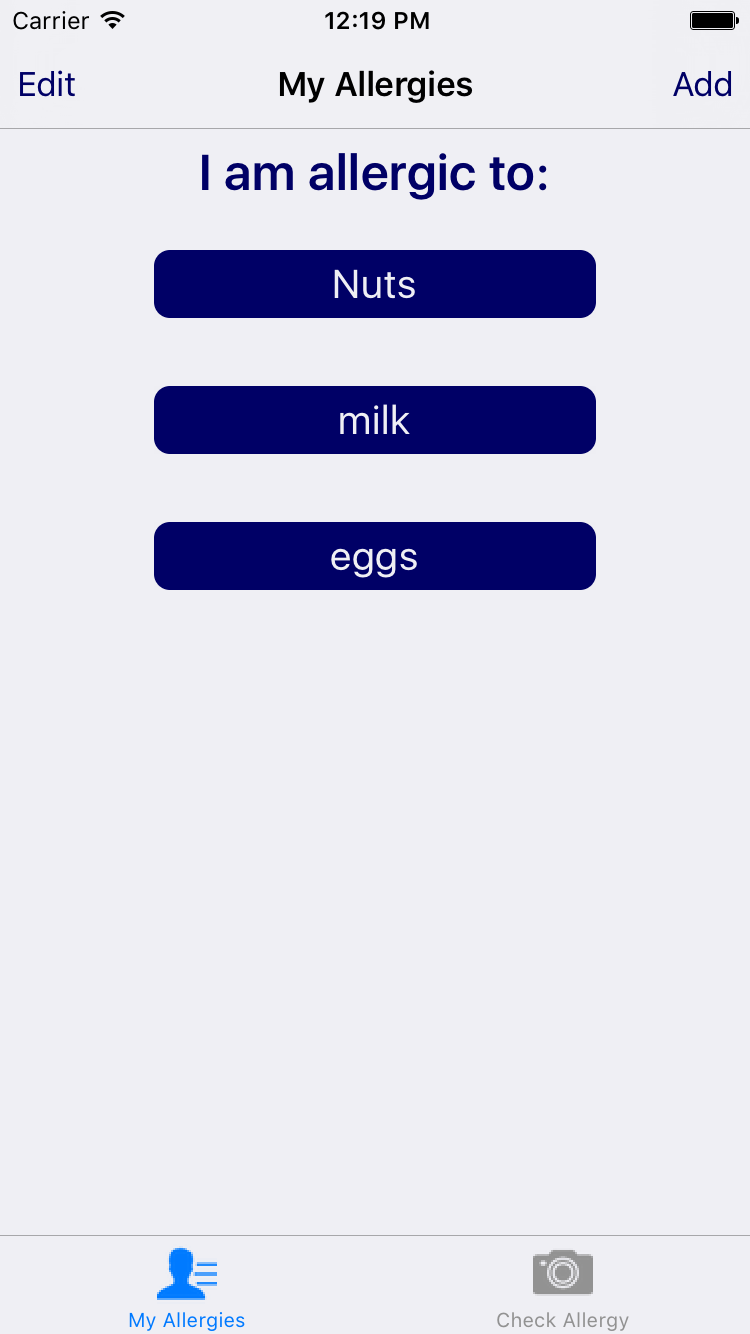 Carrier 12:19 PM
Edit My Allergies Add
I am allergic to:
Nuts
milk
eggs
My Allergies Check Allergy